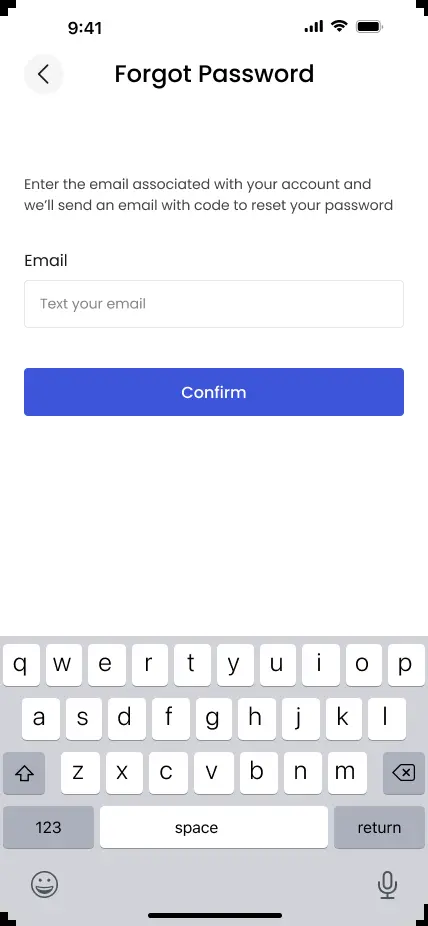 9:41
Forgot Password
Enter the email associated with your account and
we’ll send an email with code to reset your password
Email
Text your email
Confirm
q w e r t y u i o p
a s d f g h j k l
z x c v b n m
123 space return